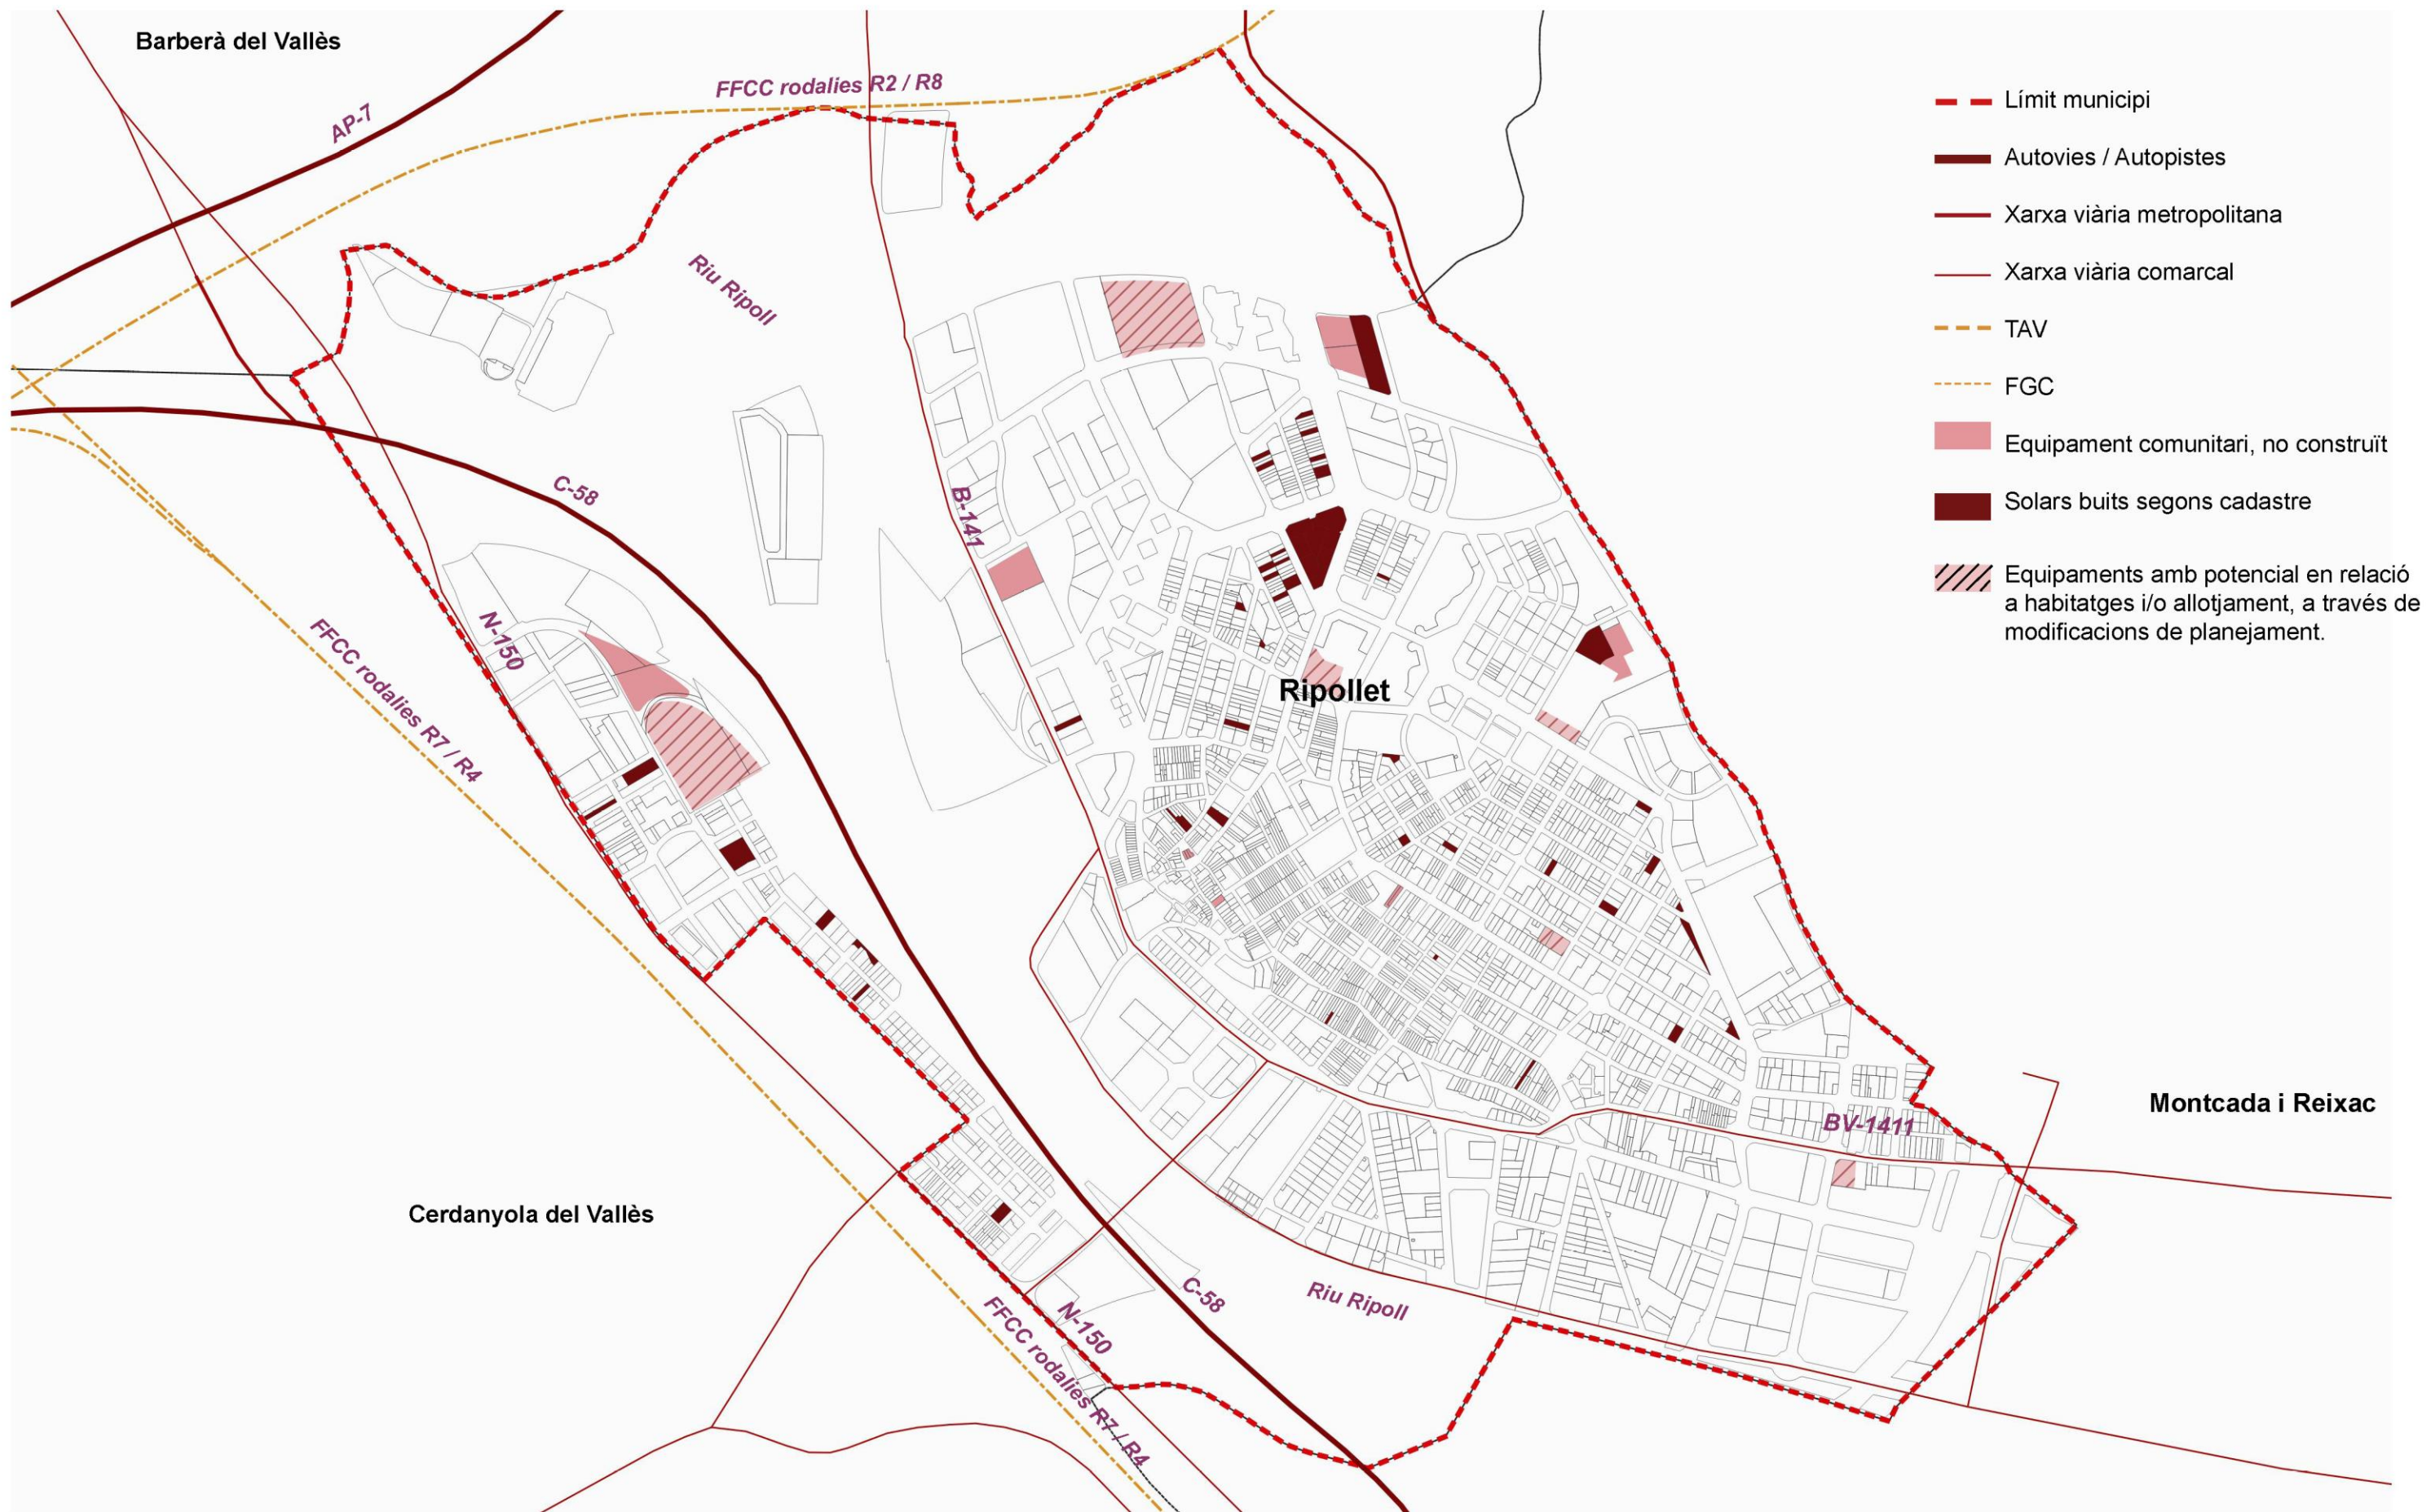 Barberà del Vallès
AP-7
FFCC rodalies R2 / R8
Riu Ripoll
C-58
B-141
N-150
FFCC rodalies R7 / R4
Ripollet
Montcada i Reixac
BV-1411
Cerdanyola del Vallès
C-58
Riu Ripoll
N-150
FFCC rodalies R7 / R4
Límit municipi
Autovies / Autopistes
Xarxa viària metropolitana
Xarxa viària comarcal
TAV
FGC
Equipament comunitari, no construït
Solars buits segons cadastre
Equipaments amb potencial en relació
a habitatges i/o allotjament, a través de
modificacions de planejament.